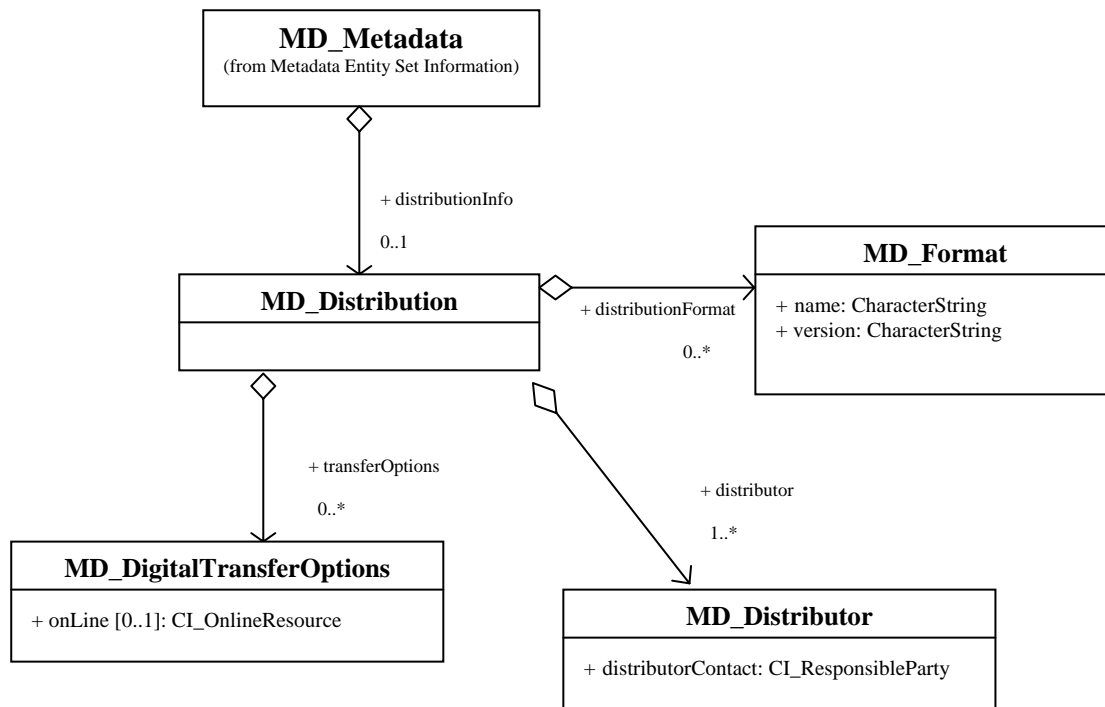 MD_Metadata
(from Metadata Entity Set Information)
+ distributionInfo
0..1
MD_Distribution
+ distributionFormat
0..*
MD_Format
+ name: CharacterString
+ version: CharacterString
+ transferOptions
0..*
+ distributor
1..*
MD_DigitalTransferOptions
+ onLine [0..1]: CI_OnlineResource
MD_Distributor
+ distributorContact: CI_ResponsibleParty